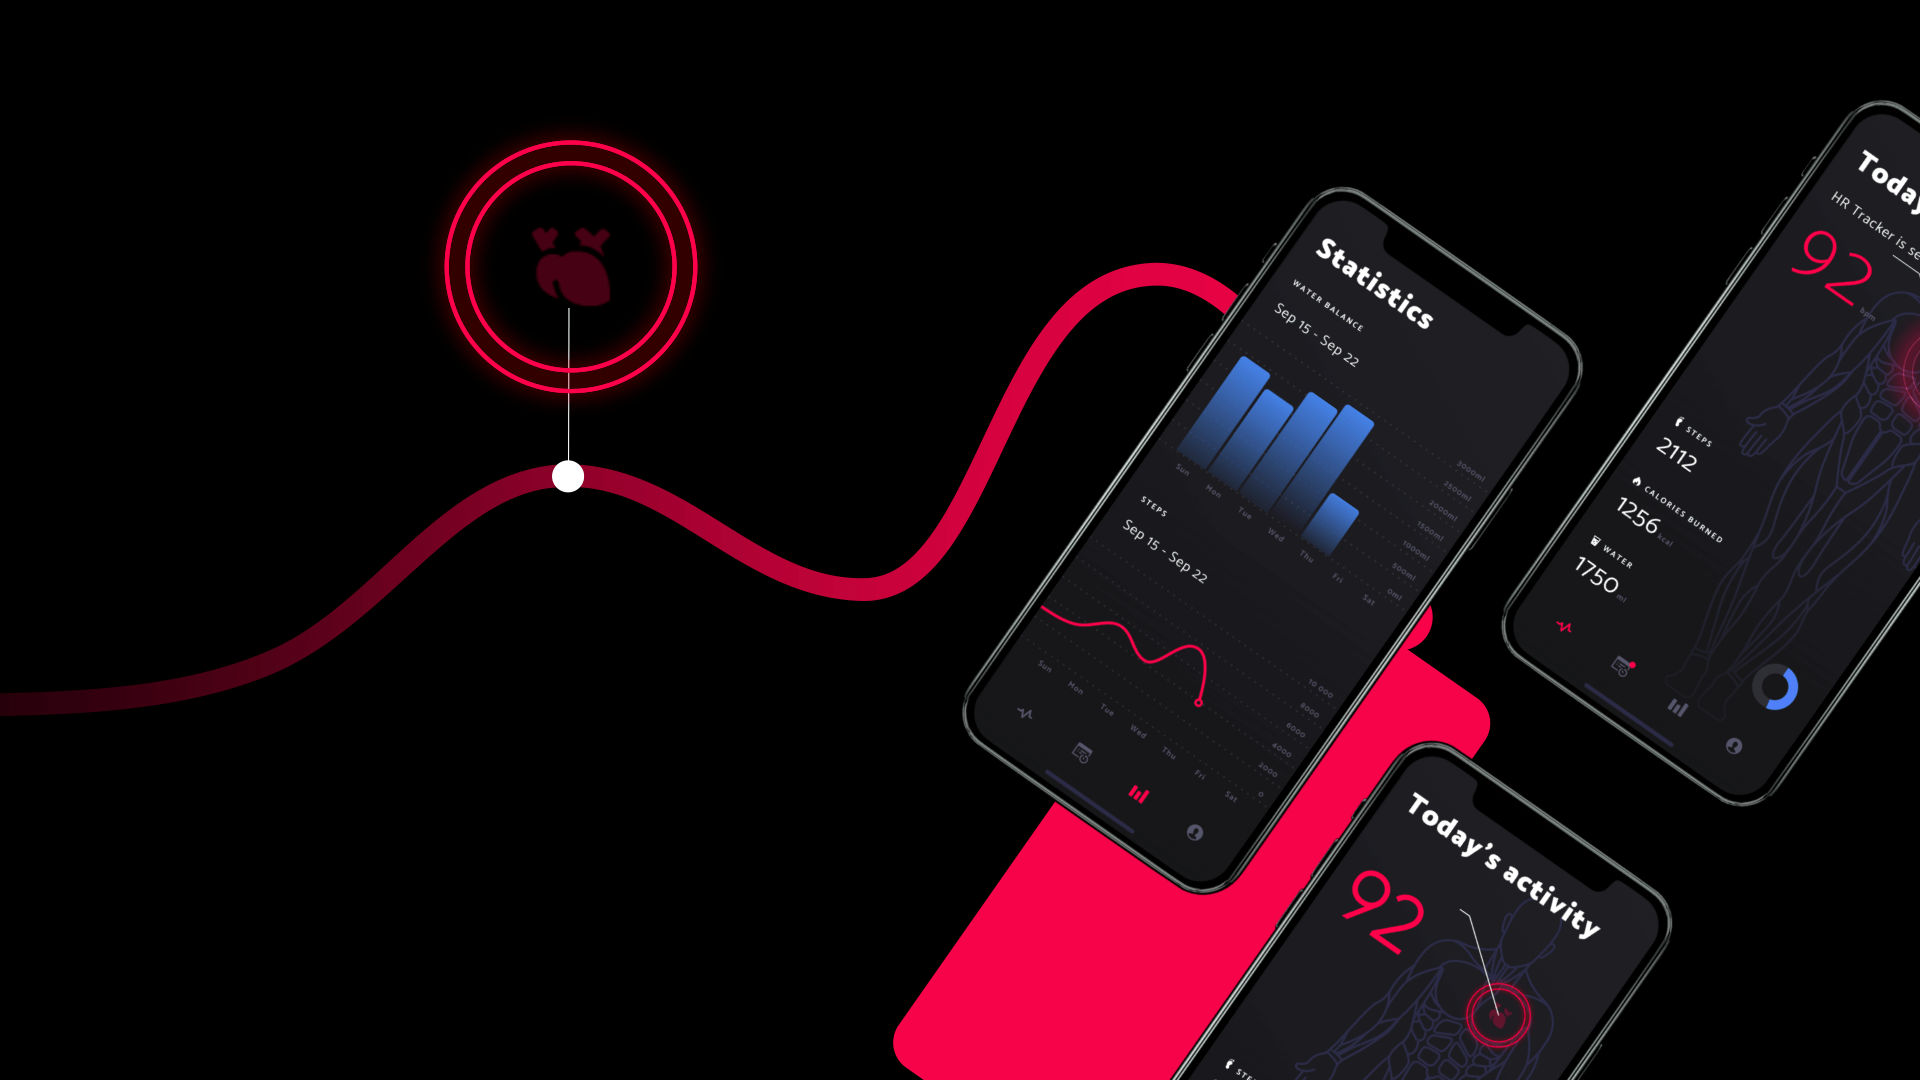 Statistics
WATER BALANCE
Sep 15 - Sep 22
3000ml
2500ml
2000ml
1500ml
1000ml
500ml
0ml
Sun
Mon
Tue
Wed
Thu
Fri
Sat
STEPS
Sep 15 - Sep 22
10 000
8000
6000
4000
2000
0
Sun
Mon
Tue
Wed
Thu
Fri
Sat
Today
HR Tracker is se
92
bpm
STEPS
2112
CALORIES BURNED
1256 kcal
WATER
1750 ml
Today's activity
92
STE